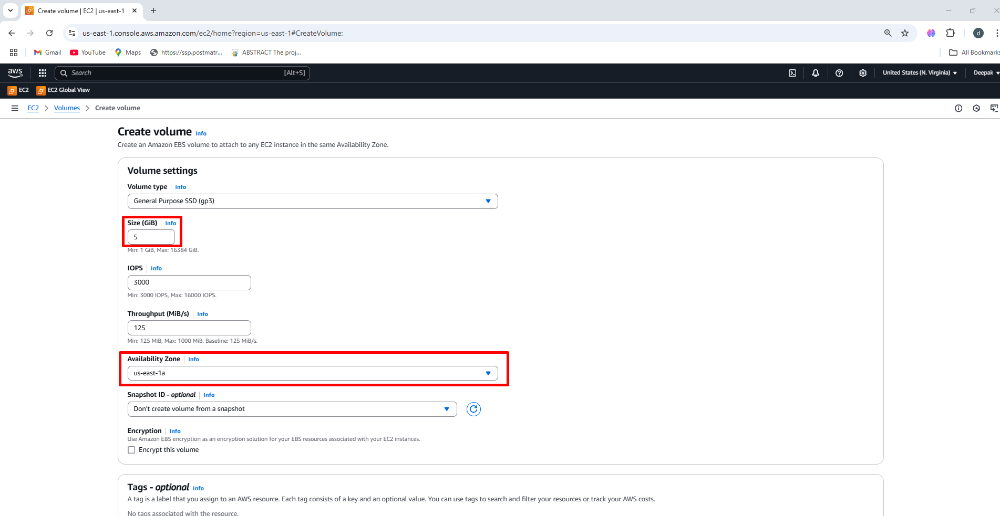 Create volume | EC2 | us-east-1
us-east-1.console.aws.amazon.com/ec2/home?region=us-east-1#CreateVolume:
d
Gmail YouTube Maps https://ssp.postmatr... ABSTRACT The proj... All Bookmarks
aws Search [Alt+S] United States (N. Virginia) Deepak
EC2 EC2 Global View
EC2 Volumes Create volume
Create volume Info
Create an Amazon EBS volume to attach to any EC2 instance in the same Availability Zone.
Volume settings
Volume type Info
General Purpose SSD (gp3)
Size (GiB) Info
5
Min: 1 GiB, Max: 16384 GiB.
IOPS Info
3000
Min: 3000 IOPS, Max: 16000 IOPS.
Throughput (MiB/s) Info
125
Min: 125 MiB, Max: 1000 MiB. Baseline: 125 MiB/s.
Availability Zone Info
us-east-1a
Snapshot ID - optional Info
Don't create volume from a snapshot
Encryption Info
Use Amazon EBS encryption as an encryption solution for your EBS resources associated with your EC2 instances.
Encrypt this volume
Tags - optional Info
A tag is a label that you assign to an AWS resource. Each tag consists of a key and an optional value. You can use tags to search and filter your resources or track your AWS costs.
No tags associated with the resource.